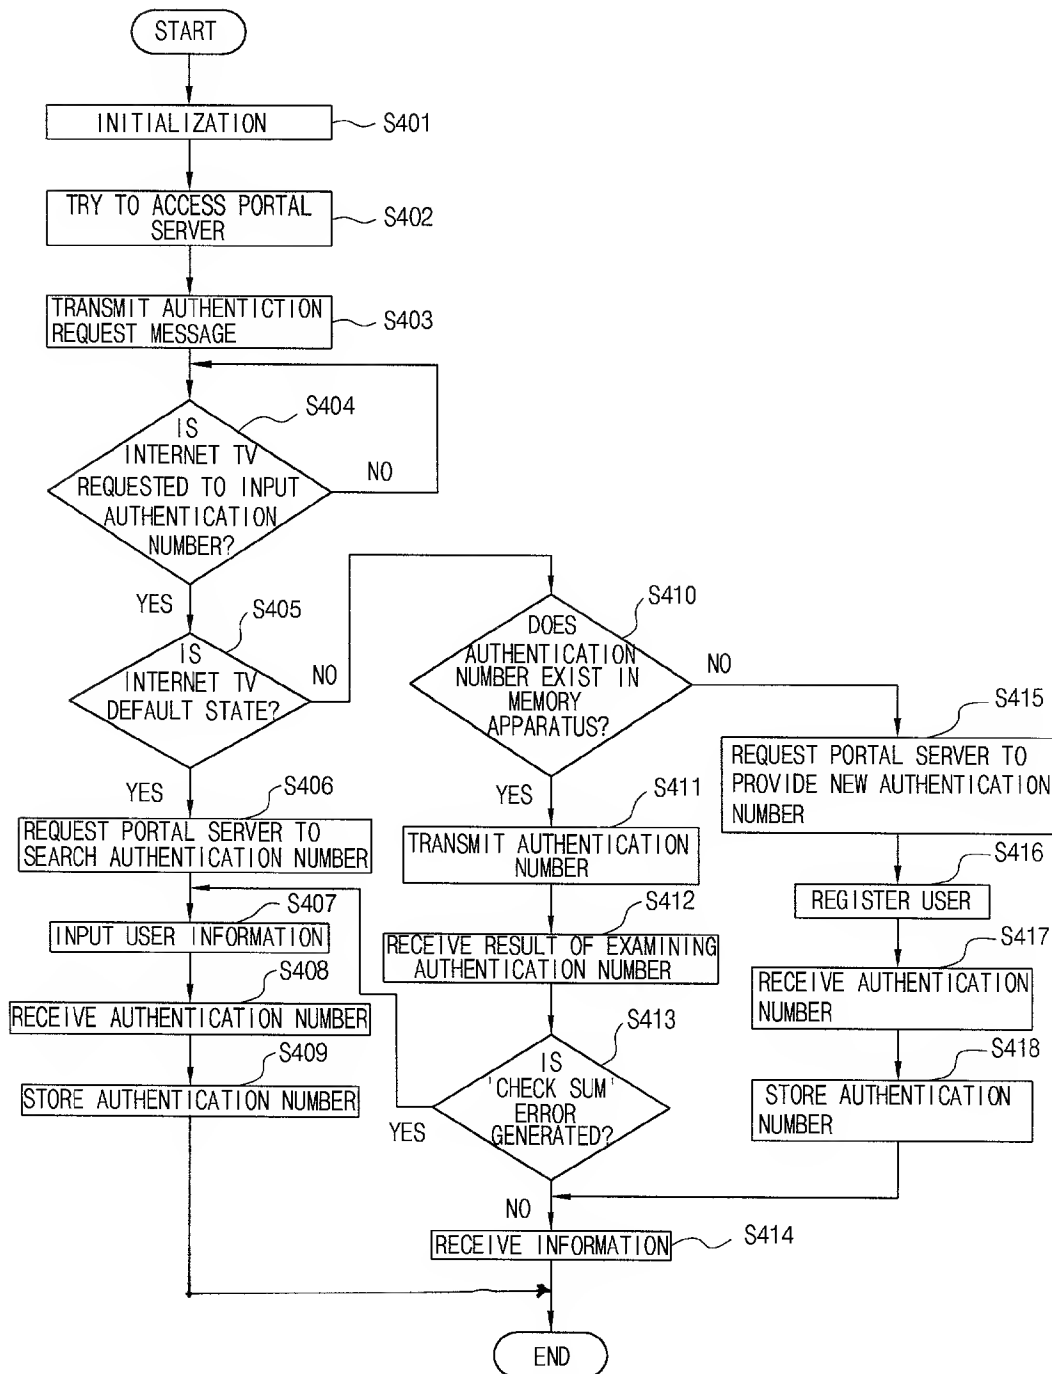 START
INITIALIZATION
S401
TRY TO ACCESS PORTAL
SERVER
S402
TRANSMIT AUTHENTICTION
REQUEST MESSAGE
S403
S404
IS
INTERNET TV
REQUESTED TO INPUT
AUTHENTICATION
NUMBER?
NO
YES
S405
IS
INTERNET TV
DEFAULT STATE?
NO
YES
S406
REQUEST PORTAL SERVER TO
SEARCH AUTHENTICATION NUMBER
S407
INPUT USER INFORMATION
S408
RECEIVE AUTHENTICATION NUMBER
S409
STORE AUTHENTICATION NUMBER
S410
DOES
AUTHENTICATION
NUMBER EXIST IN
MEMORY
APPARATUS?
NO
YES
S411
TRANSMIT AUTHENTICATION
NUMBER
S412
RECEIVE RESULT OF EXAMINING
AUTHENTICATION NUMBER
S413
IS
'CHECK SUM'
ERROR
GENERATED?
YES
NO
S415
REQUEST PORTAL SERVER TO
PROVIDE NEW AUTHENTICATION
NUMBER
S416
REGISTER USER
S417
RECEIVE AUTHENTICATION
NUMBER
S418
STORE AUTHENTICATION
NUMBER
RECEIVE INFORMATION
S414
END